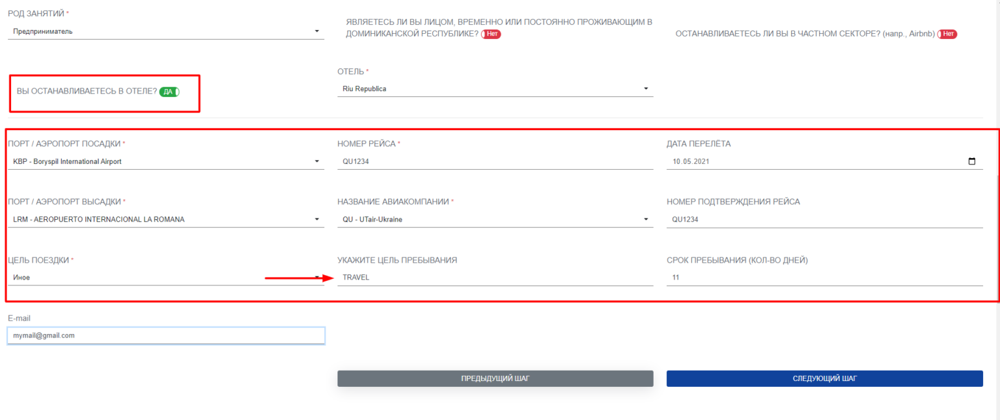 РОД ЗАНЯТИЙ *
Предприниматель
ЯВЛЯЕТЕСЬ ЛИ ВЫ ЛИЦОМ, ВРЕМЕННО ИЛИ ПОСТОЯННО ПРОЖИВАЮЩИМ В
ДОМИНИКАНСКОЙ РЕСПУБЛИКЕ? Нет
ОСТАНАВЛИВАЕТЕСЬ ЛИ ВЫ В ЧАСТНОМ СЕКТОРЕ? (напр., Airbnb) Нет
ВЫ ОСТАНАВЛИВАЕТЕСЬ В ОТЕЛЕ? ДА
ОТЕЛЬ *
Riu Republica
ПОРТ / АЭРОПОРТ ПОСАДКИ *
KBP - Boryspil International Airport
НОМЕР РЕЙСА *
QU1234
ДАТА ПЕРЕЛЁТА
10.05.2021
ПОРТ / АЭРОПОРТ ВЫСАДКИ *
LRM - AEROPUERTO INTERNACIONAL LA ROMANA
НАЗВАНИЕ АВИАКОМПАНИИ *
QU - UTair-Ukraine
НОМЕР ПОДТВЕРЖДЕНИЯ РЕЙСА
QU1234
ЦЕЛЬ ПОЕЗДКИ *
Иное
УКАЖИТЕ ЦЕЛЬ ПРЕБЫВАНИЯ
TRAVEL
СРОК ПРЕБЫВАНИЯ (КОЛ-ВО ДНЕЙ)
11
E-mail
mymail@gmail.com
ПРЕДЫДУЩИЙ ШАГ
СЛЕДУЮЩИЙ ШАГ